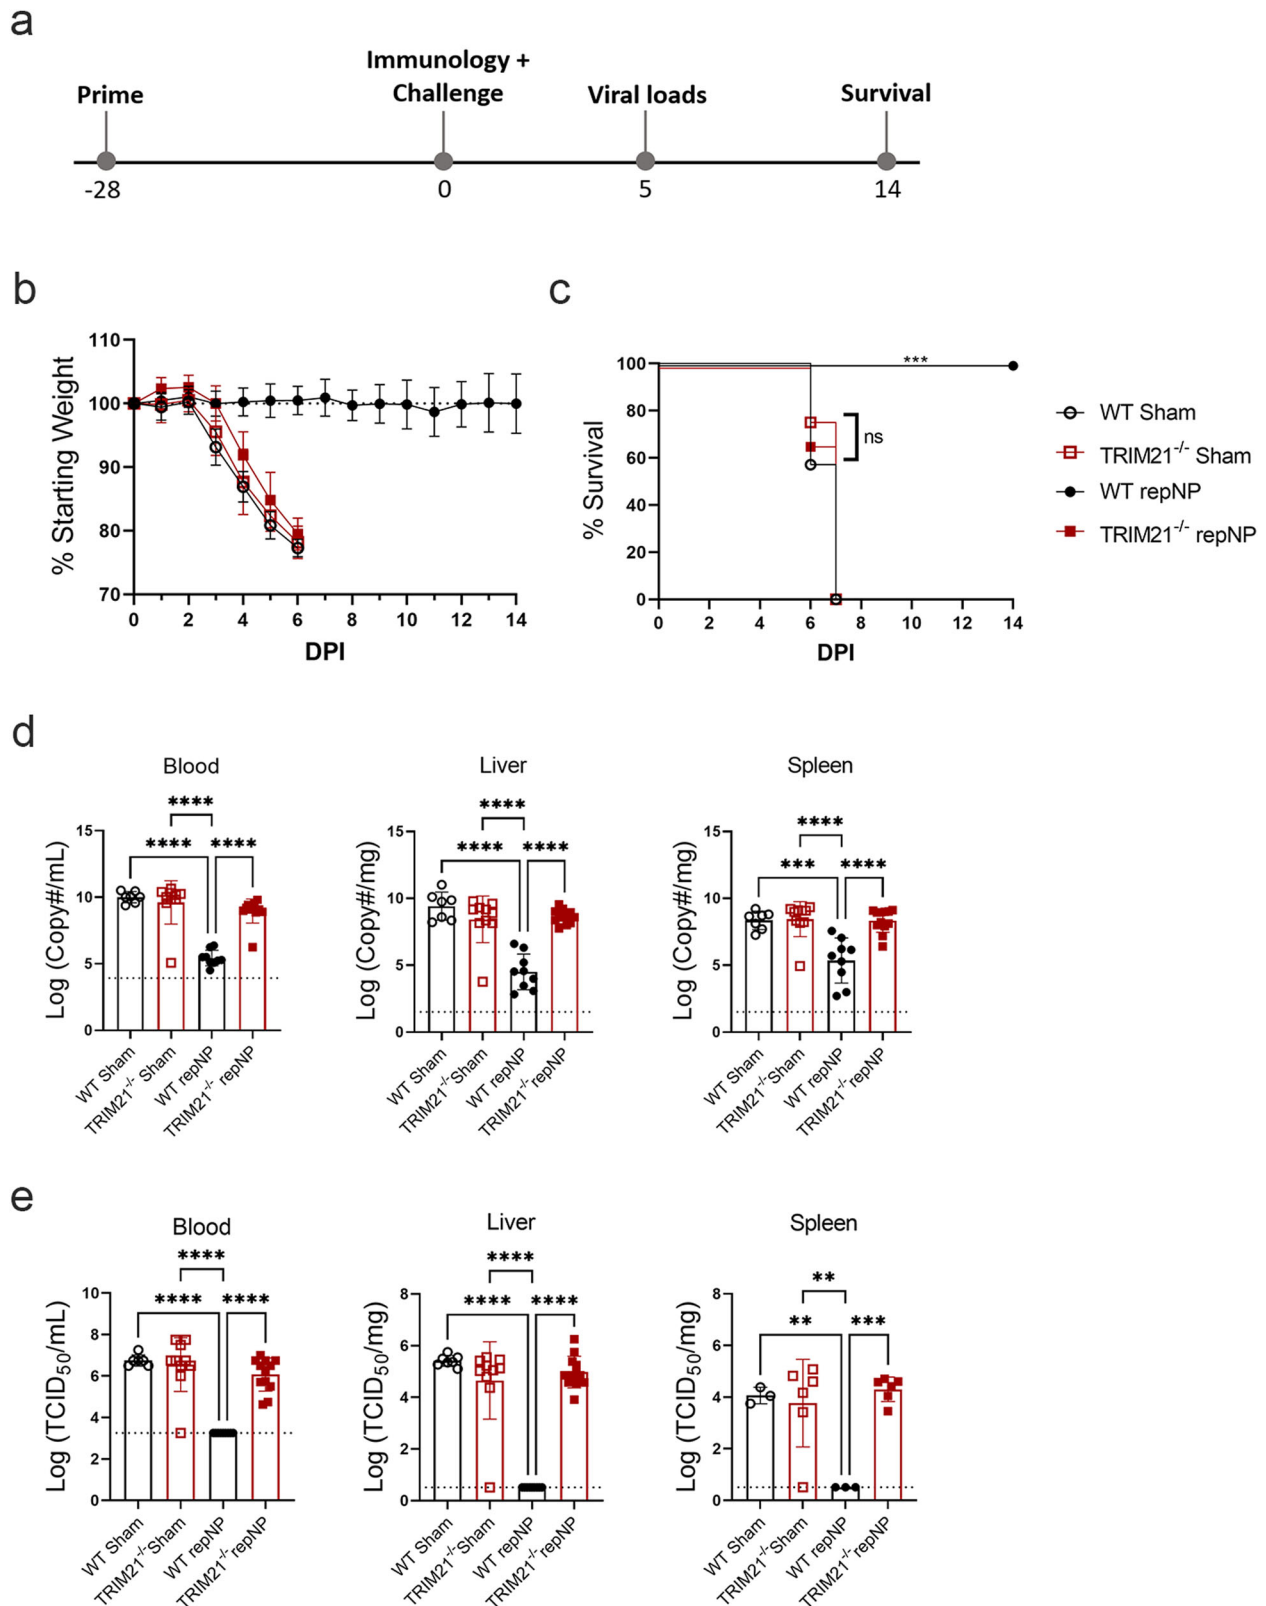 a
Prime
Immunology +
Challenge
Viral loads
Survival
-28
0
5
14
b
% Starting Weight
110
100
90
80
70
0 2 4 6 8 10 12 14
DPI
c
% Survival
100
80
60
40
20
0
***
ns
0 2 4 6 8 10 12 14
DPI
WT Sham
TRIM21-/- Sham
WT repNP
TRIM21-/- repNP
d
Blood
Log (Copy#/mL)
15
10
5
0
****
**** ****
WT Sham
TRIM21-/- Sham
WT repNP
TRIM21-/- repNP
Liver
Log (Copy#/mg)
15
10
5
0
****
**** ****
WT Sham
TRIM21-/- Sham
WT repNP
TRIM21-/- repNP
Spleen
Log (Copy#/mg)
15
10
5
0
****
*** ****
WT Sham
TRIM21-/- Sham
WT repNP
TRIM21-/- repNP
e
Blood
Log (TCID50/mL)
10
8
6
4
2
0
****
**** ****
WT Sham
TRIM21-/- Sham
WT repNP
TRIM21-/- repNP
Liver
Log (TCID50/mg)
8
6
4
2
0
****
**** ****
WT Sham
TRIM21-/- Sham
WT repNP
TRIM21-/- repNP
Spleen
Log (TCID50/mg)
8
6
4
2
0
**
** ***
WT Sham
TRIM21-/- Sham
WT repNP
TRIM21-/- repNP